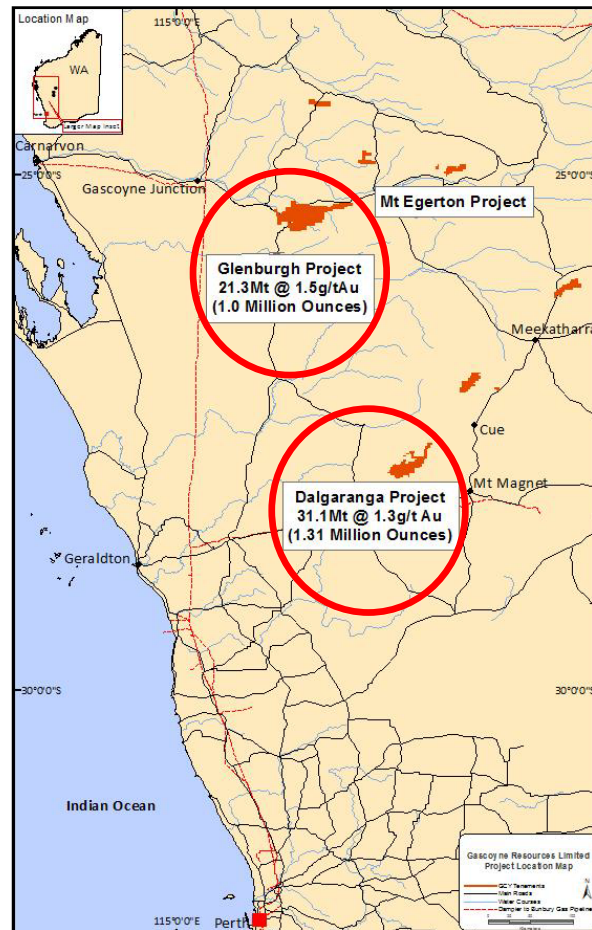 Location Map
WA
Larger Map Inset
115°0'0"E
Carnarvon
25°0'0"S
25°0'0"S
Gascoyne Junction
Mt Egerton Project
Glenburgh Project
21.3Mt @ 1.5g/tAu
(1.0 Million Ounces)
Meekatharra
Cue
Dalgaranga Project
31.1Mt @ 1.3g/t Au
(1.31 Million Ounces)
Mt Magnet
Geraldton
30°0'0"S
30°0'0"S
Indian Ocean
Gascoyne Resources Limited
Project Location Map
GCY Tenements
Main Roads
Water Courses
Dampier to Bunbury Gas Pipeline
N
115°0'0"E
Perth